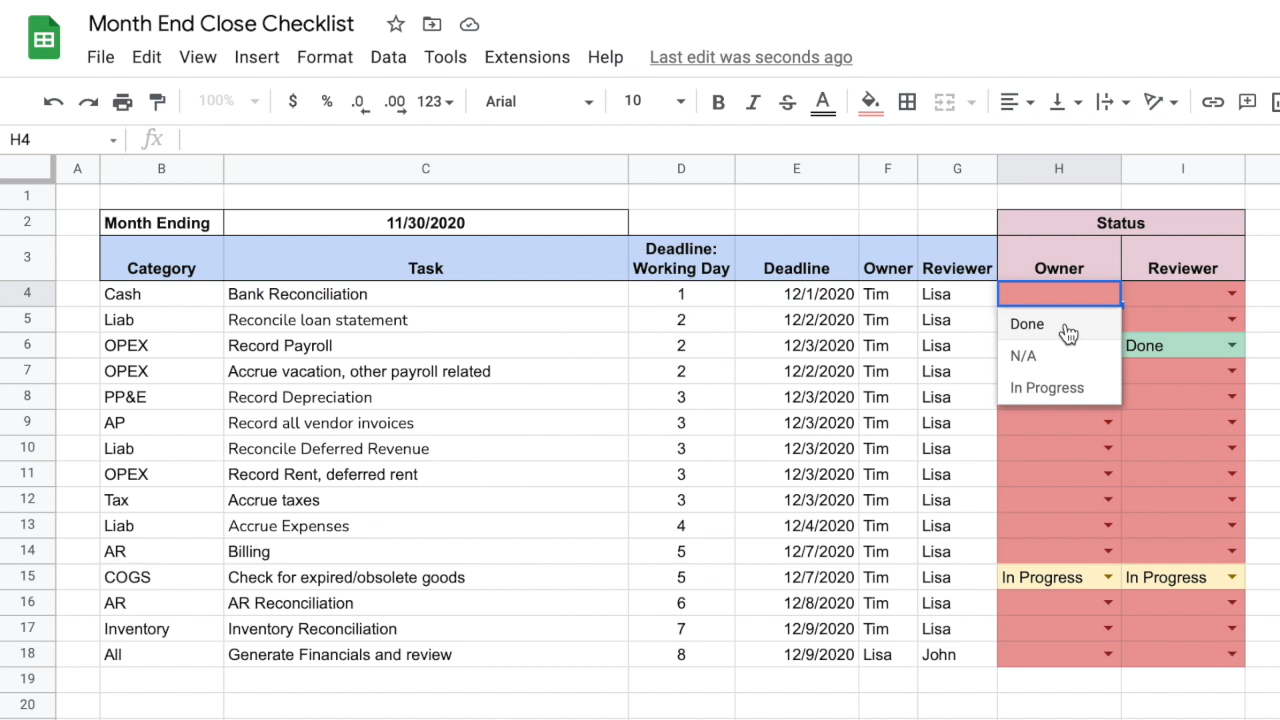 Month End Close Checklist
File Edit View Insert Format Data Tools Extensions Help Last edit was seconds ago
100% $ % .0 .00 123 Arial 10 B I S A
H4 fx
A B C D E F G H I
1
2 Month Ending 11/30/2020 Status
3 Category Task Deadline: Working Day Deadline Owner Reviewer Owner Reviewer
4 Cash Bank Reconciliation 1 12/1/2020 Tim Lisa
5 Liab Reconcile loan statement 2 12/2/2020 Tim Lisa Done
6 OPEX Record Payroll 2 12/3/2020 Tim Lisa N/A Done
7 OPEX Accrue vacation, other payroll related 2 12/2/2020 Tim Lisa In Progress
8 PP&E Record Depreciation 3 12/3/2020 Tim Lisa
9 AP Record all vendor invoices 3 12/3/2020 Tim Lisa
10 Liab Reconcile Deferred Revenue 3 12/3/2020 Tim Lisa
11 OPEX Record Rent, deferred rent 3 12/3/2020 Tim Lisa
12 Tax Accrue taxes 3 12/3/2020 Tim Lisa
13 Liab Accrue Expenses 4 12/4/2020 Tim Lisa
14 AR Billing 5 12/7/2020 Tim Lisa
15 COGS Check for expired/obsolete goods 5 12/7/2020 Tim Lisa In Progress In Progress
16 AR AR Reconciliation 6 12/8/2020 Tim Lisa
17 Inventory Inventory Reconciliation 7 12/9/2020 Tim Lisa
18 All Generate Financials and review 8 12/9/2020 Lisa John
19
20